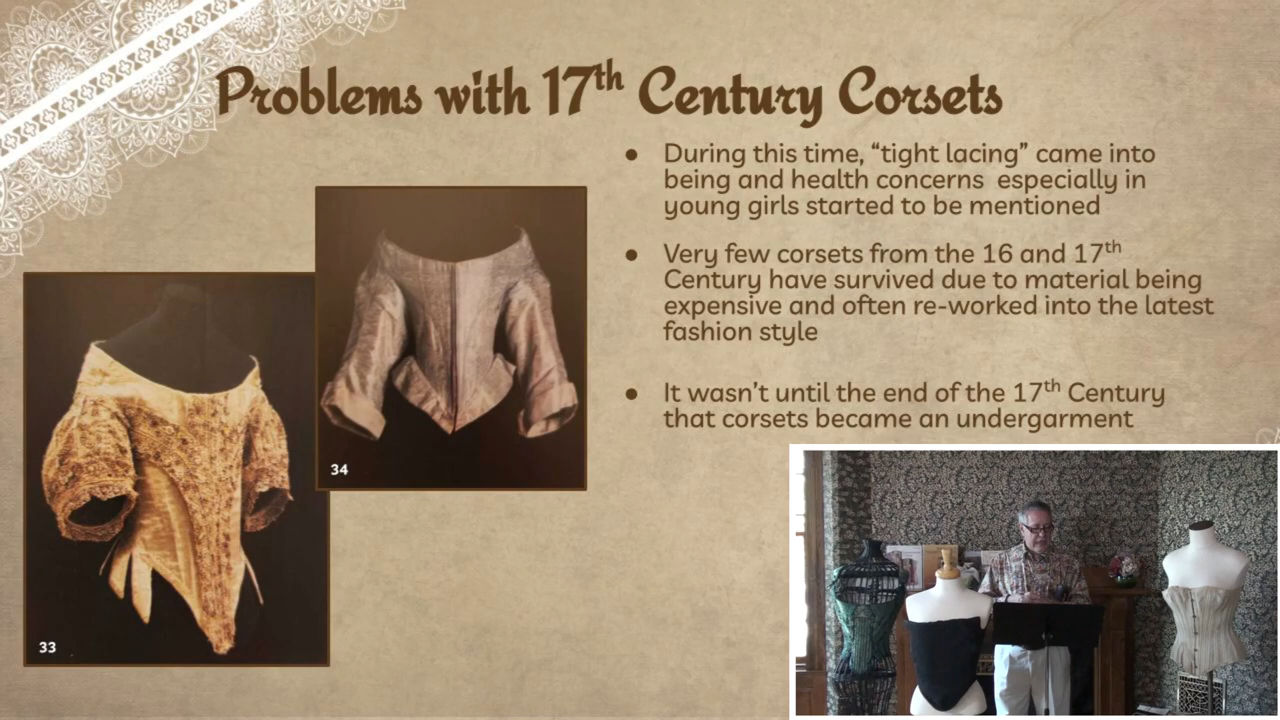 Problems with 17th Century Corsets
● During this time, “tight lacing” came into
being and health concerns especially in
young girls started to be mentioned
● Very few corsets from the 16 and 17th
Century have survived due to material being
expensive and often re-worked into the latest
fashion style
● It wasn’t until the end of the 17th Century
that corsets became an undergarment
34
33